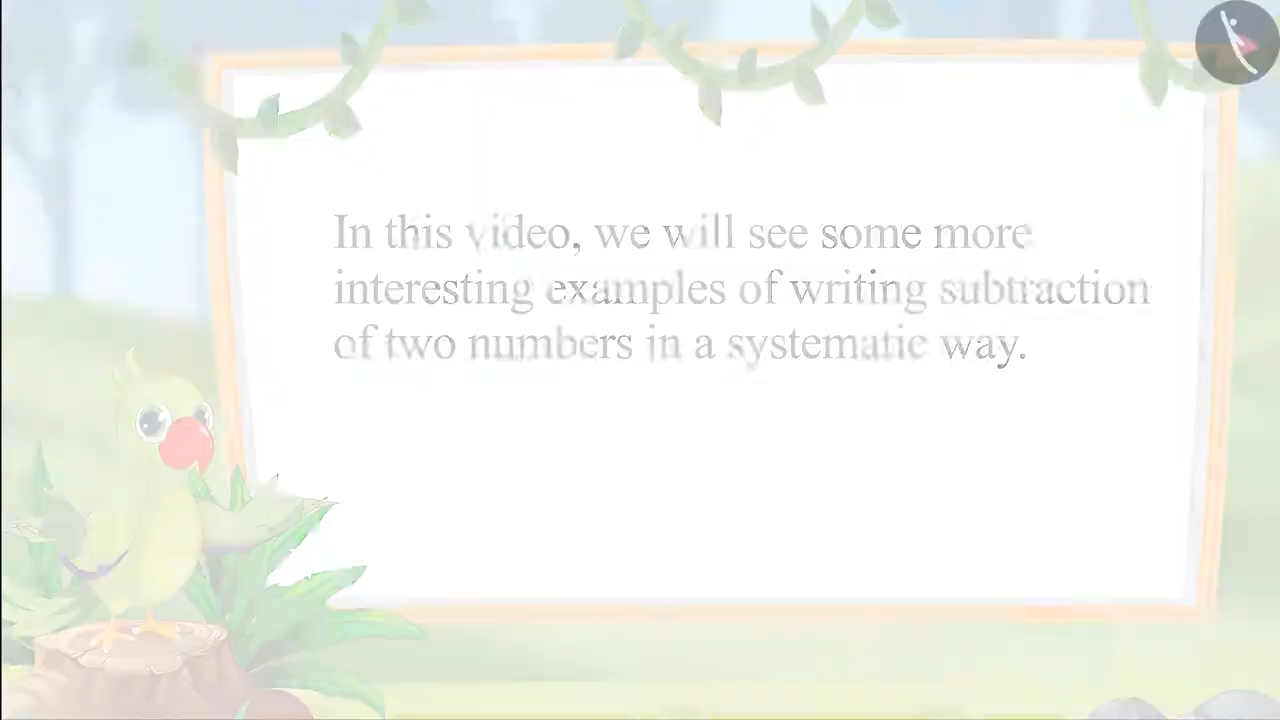 In this video, we will see some more
interesting examples of writing subtraction
of two numbers in a systematic way.